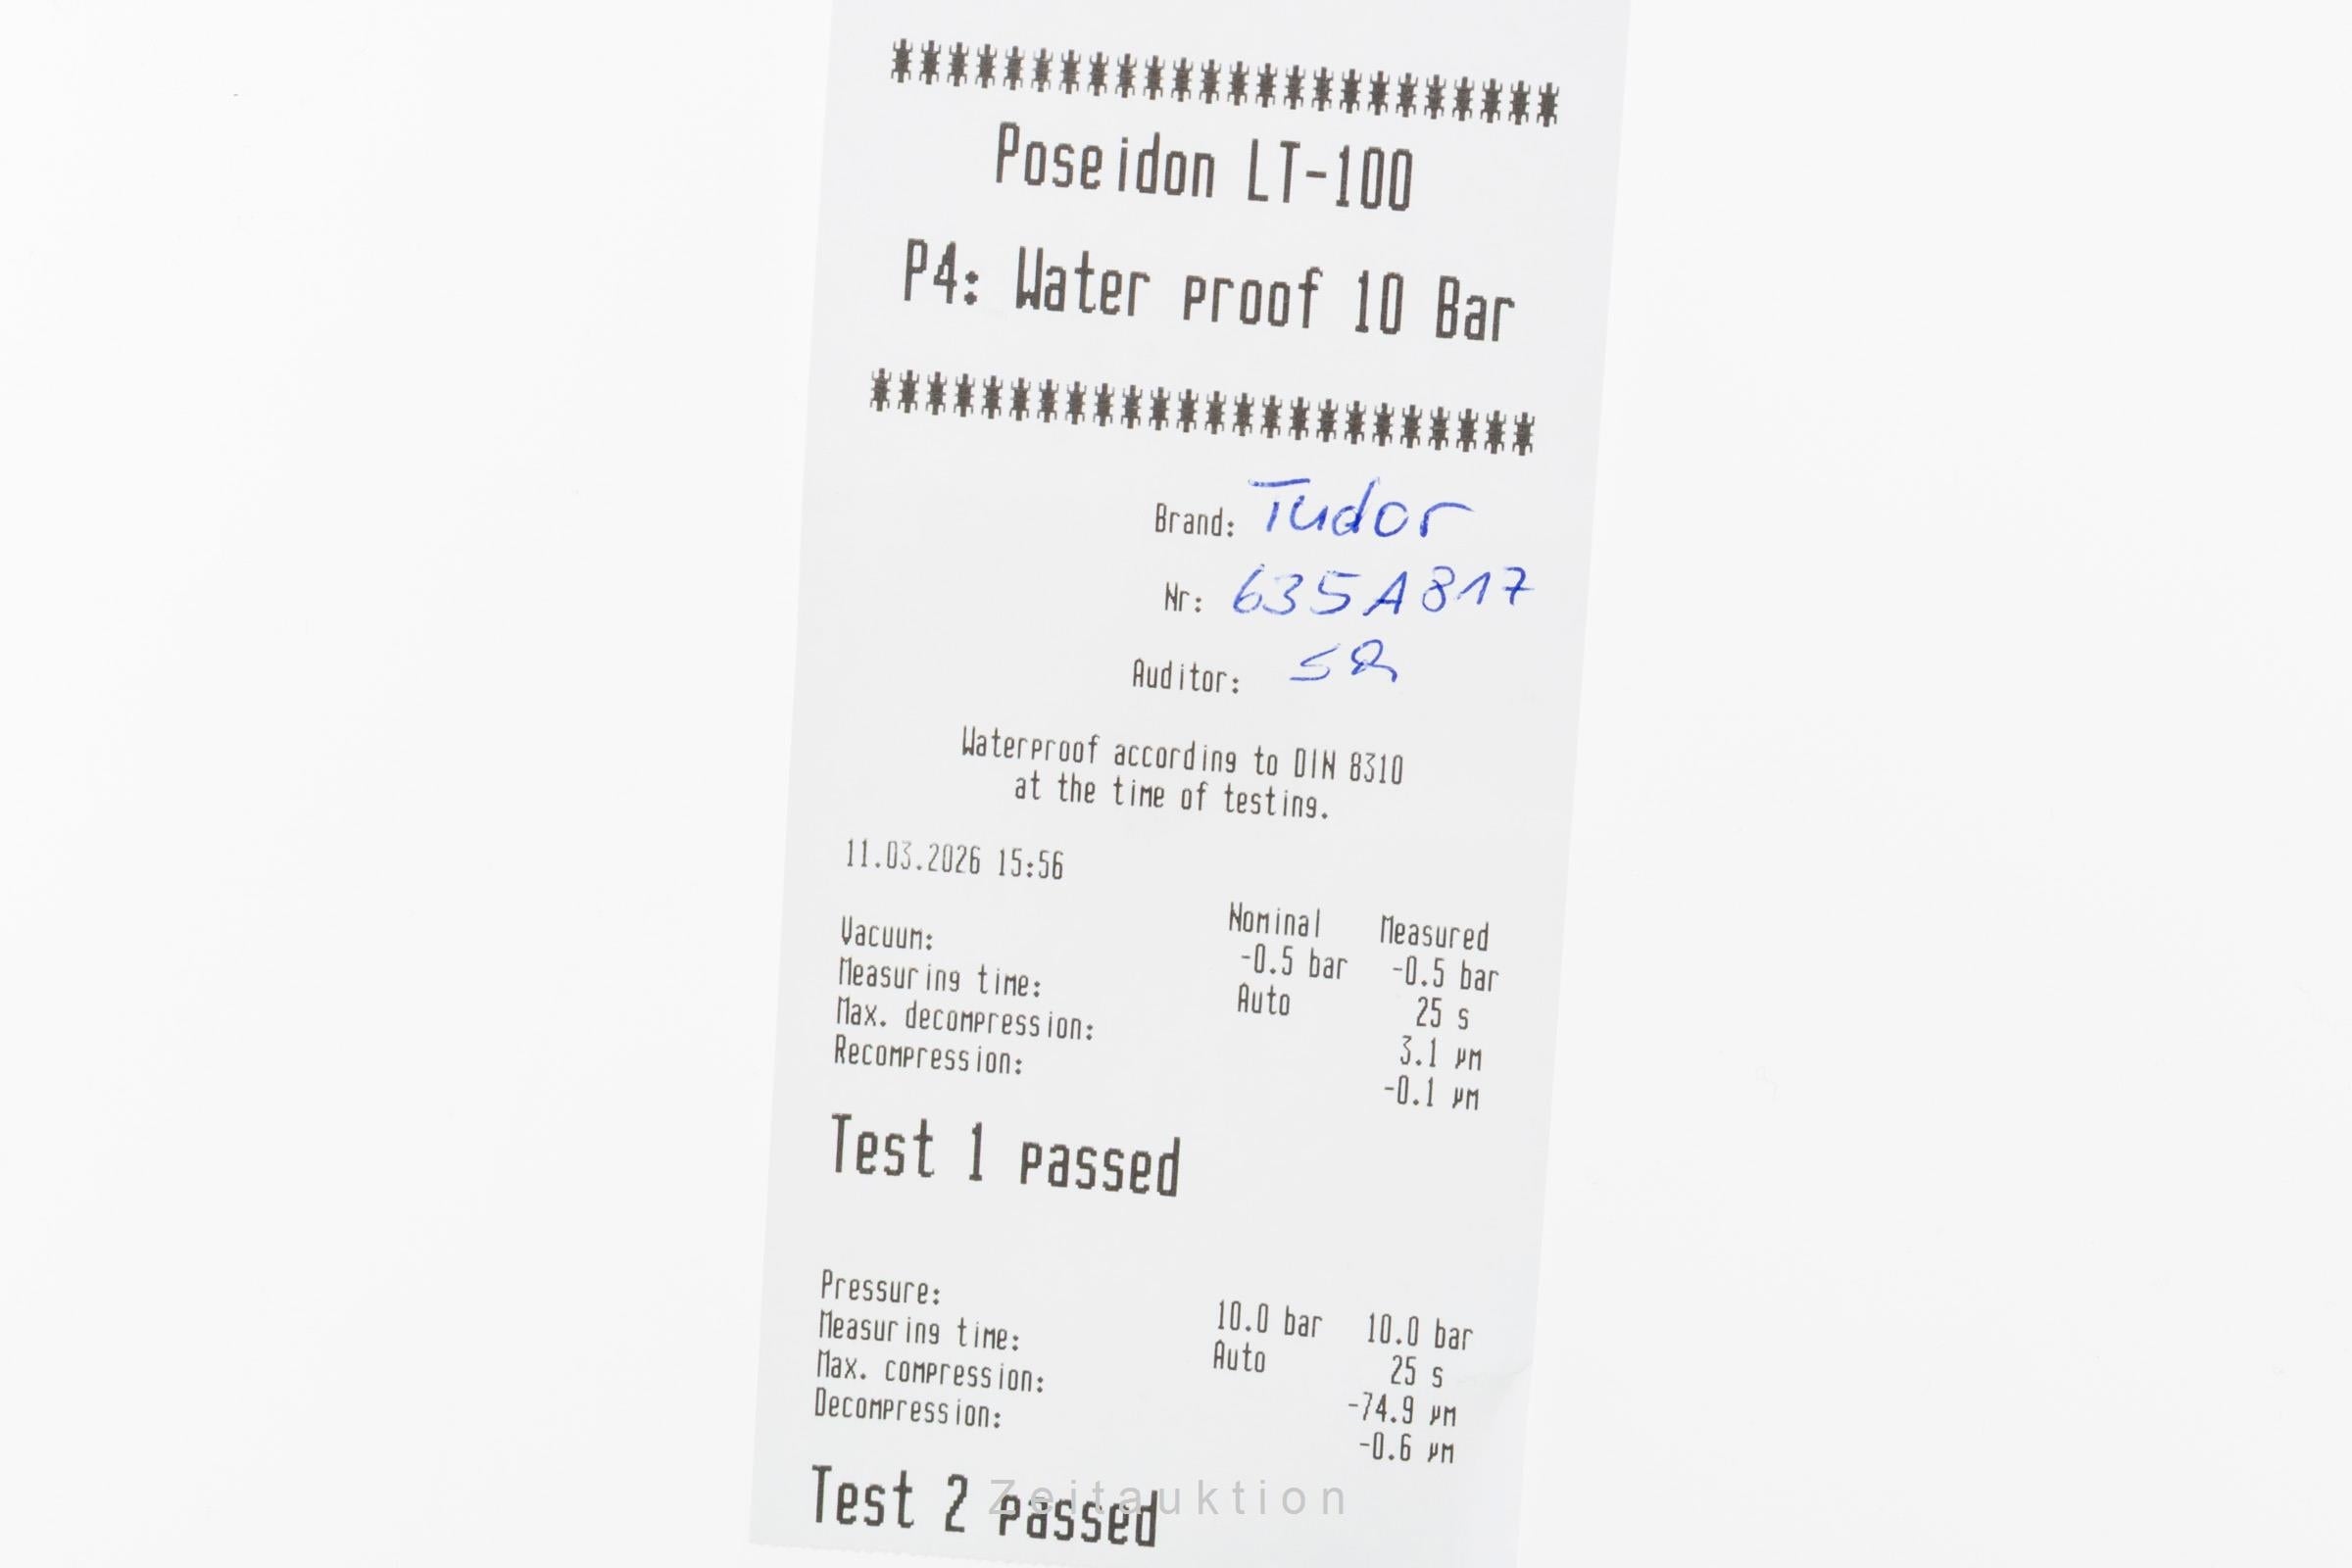 ************************
Poseidon LT-100
P4: Water proof 10 Bar
************************
Brand: Tudor
Nr: 635A817
Auditor: SR
Waterproof according to DIN 8310
at the time of testing.
11.03.2026 15:56
Nominal Measured
Vacuum: -0.5 bar -0.5 bar
Measuring time: Auto 25 s
Max. decompression: 3.1 µm
Recompression: -0.1 µm
Test 1 passed
Pressure: 10.0 bar 10.0 bar
Measuring time: Auto 25 s
Max. compression: -74.9 µm
Decompression: -0.6 µm
Test 2 passed
Zeitauktion